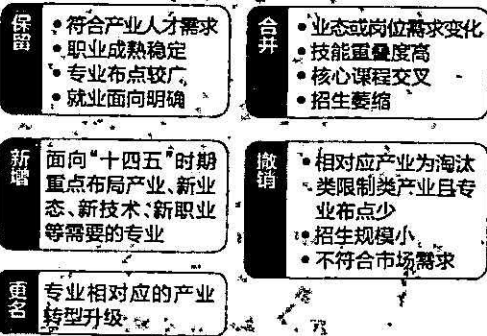 保留
• 符合产业人才需求
• 职业成熟稳定
• 专业布点较广
• 就业面向明确
合并
• 业态或岗位需求变化
• 技能重叠度高
• 核心课程交叉
• 招生萎缩
新增
面向“十四五”时期
重点布局产业、新业
态、新技术、新职业
等需要的专业
撤销
• 相对应产业为淘汰
类限制类产业且专
业布点少
• 招生规模小
• 不符合市场需求
更名
专业相对应的产业
转型升级